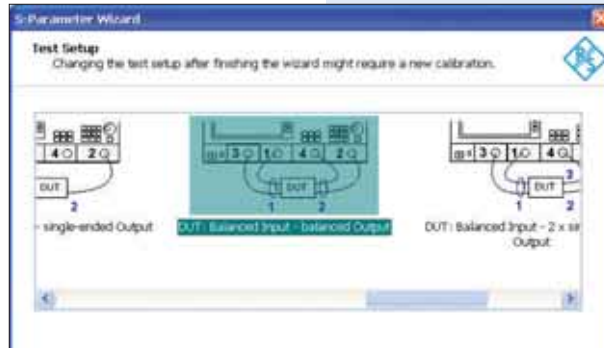 S-Parameter Wizard
Test Setup
Changing the test setup after finishing the wizard might require a new calibration.
4 2
3 1 4 2
3 1 4
DUT
DUT
DUT
2
1 2
1 2 3
- single-ended Output
DUT: Balanced Input - balanced Output
DUT: Balanced Input - 2 x
Output